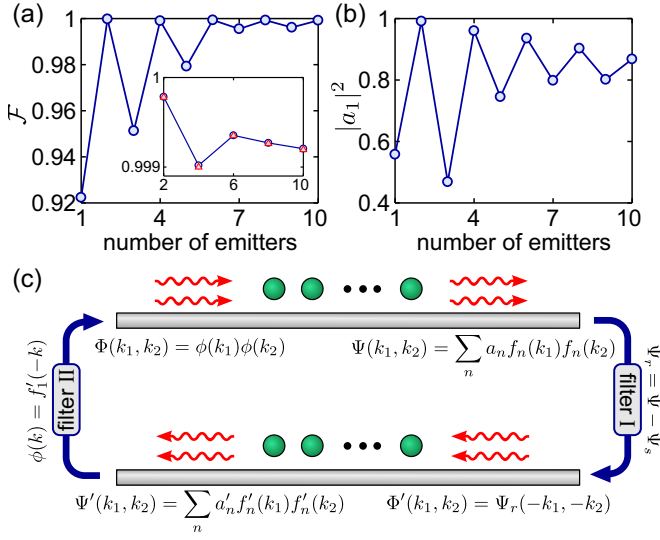 (a)
1
0.98
0.96
0.94
0.92
F
1
0.999
2
6
10
1
4
7
10
number of emitters
(b)
1
0.8
0.6
0.4
|a₁|²
1
4
7
10
number of emitters
(c)
Φ(k₁, k₂) = ϕ(k₁)ϕ(k₂)
Ψ(k₁, k₂) = ∑ₙ aₙfₙ(k₁)fₙ(k₂)
ϕ(k) = f′₁(−k)
filter II
filter I
Ψᵣ = Ψ − Ψₛ
Ψ′(k₁, k₂) = ∑ₙ a′ₙf′ₙ(k₁)f′ₙ(k₂)
Φ′(k₁, k₂) = Ψᵣ(−k₁, −k₂)